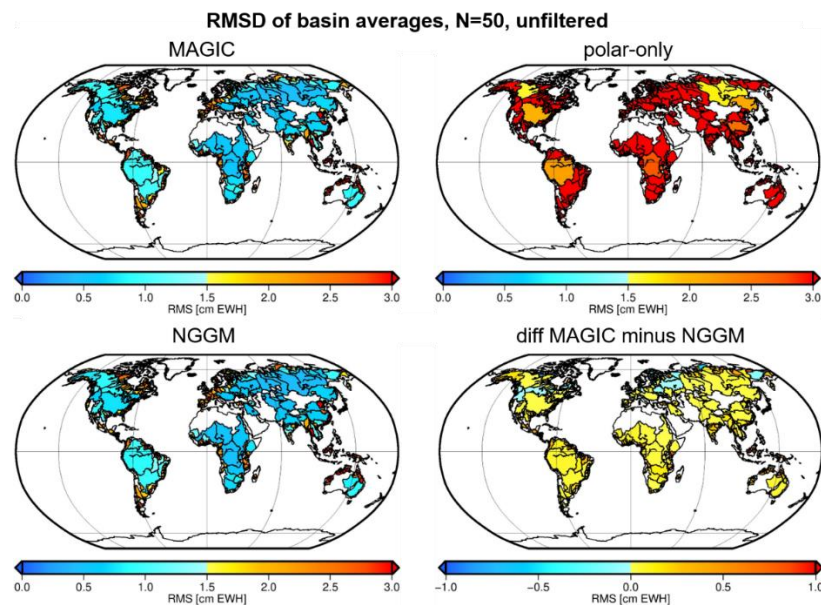 RMSD of basin averages, N=50, unfiltered
MAGIC
polar-only
0.0 0.5 1.0 1.5 2.0 2.5 3.0
RMS [cm EWH]
0.0 0.5 1.0 1.5 2.0 2.5 3.0
RMS [cm EWH]
NGGM
diff MAGIC minus NGGM
0.0 0.5 1.0 1.5 2.0 2.5 3.0
RMS [cm EWH]
−1.0 −0.5 0.0 0.5 1.0
RMS [cm EWH]